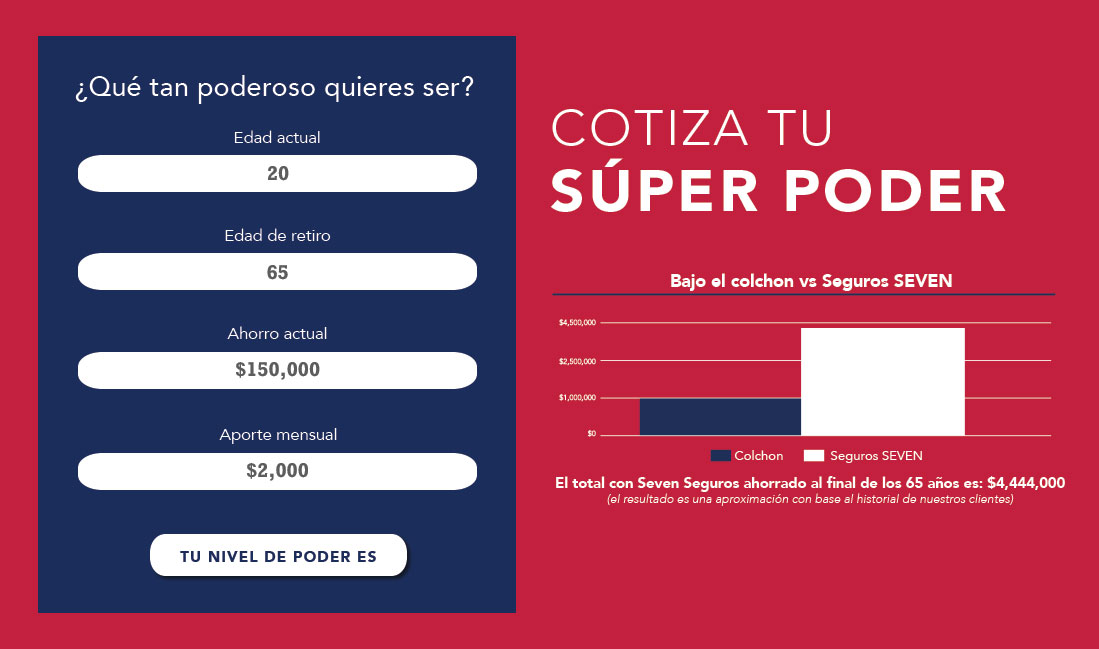 ¿Qué tan poderoso quieres ser?
Edad actual
20
Edad de retiro
65
Ahorro actual
$150,000
Aporte mensual
$2,000
TU NIVEL DE PODER ES
COTIZA TU
SÚPER PODER
Bajo el colchon vs Seguros SEVEN
$4,500,000
$2,500,000
$1,000,000
$0
Colchon Seguros SEVEN
El total con Seven Seguros ahorrado al final de los 65 años es: $4,444,000
(el resultado es una aproximación con base al historial de nuestros clientes)